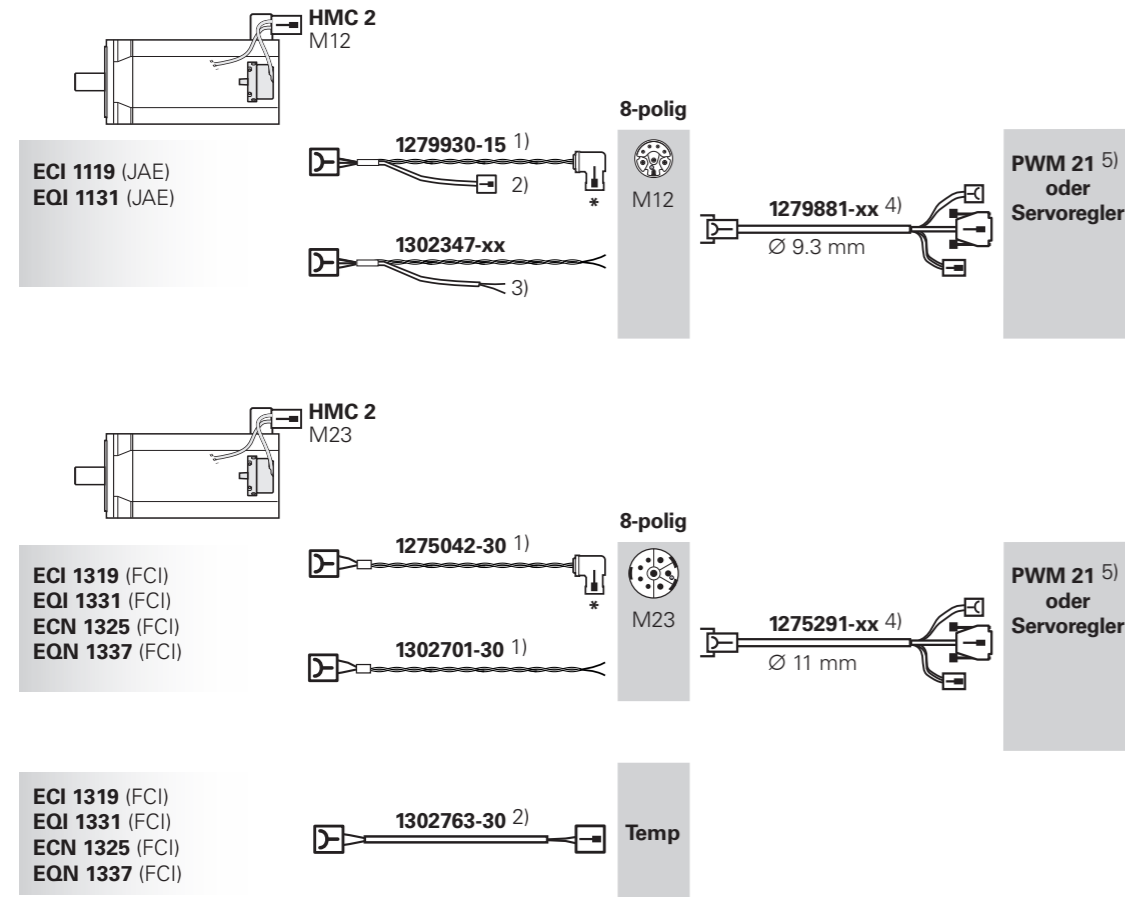 HMC 2
M12
8-polig
ECI 1119 (JAE)
EQI 1131 (JAE)
1279930-15 1)
2)
*
1302347-xx
3)
M12
1279881-xx 4)
Ø 9.3 mm
PWM 21 5)
oder
Servoregler
HMC 2
M23
8-polig
ECI 1319 (FCI)
EQI 1331 (FCI)
ECN 1325 (FCI)
EQN 1337 (FCI)
1275042-30 1)
*
1302701-30 1)
M23
1275291-xx 4)
Ø 11 mm
PWM 21 5)
oder
Servoregler
ECI 1319 (FCI)
EQI 1331 (FCI)
ECN 1325 (FCI)
EQN 1337 (FCI)
1302763-30 2)
Temp